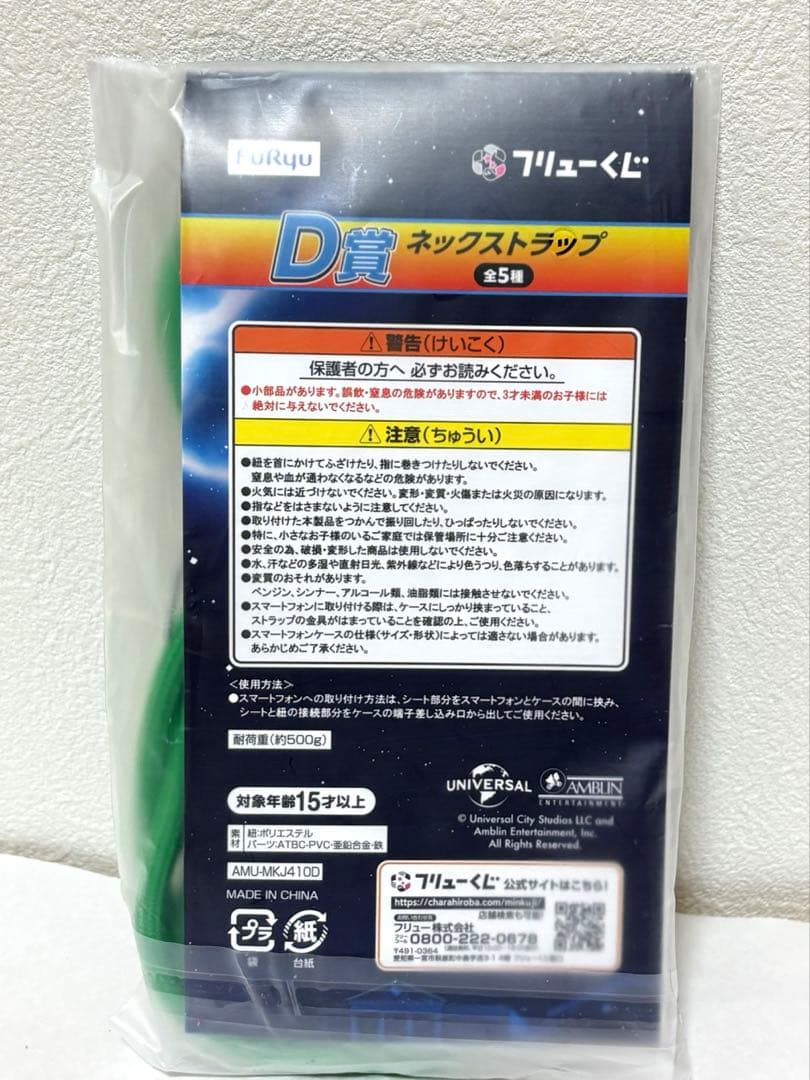 FuRyu
フリューくじ
D賞 ネックストラップ
全5種
⚠警告(けいこく)
保護者の方へ 必ずお読みください。
●小部品があります。誤飲・窒息の危険がありますので、3才未満のお子様には
絶対に与えないでください。
⚠注意(ちゅうい)
●紐を首にかけてふざけたり、指に巻きつけたりしないでください。
窒息や血が通わなくなるなどの危険があります。
●火気には近づけないでください。変形・変質・火傷または火災の原因になります。
●指などをはさまないように注意してください。
●取り付けた本製品をつかんで振り回したり、ひっぱったりしないでください。
●特に、小さなお子様のいるご家庭では保管場所に十分ご注意ください。
●安全の為、破損・変形した商品は使用しないでください。
●水、汗などの多湿や直射日光、紫外線などにより色うつり、色落ちすることがあります。
●変質のおそれがあります。
ベンジン、シンナー、アルコール類、油脂類には接触させないでください。
●スマートフォンに取り付ける際は、ケースにしっかり挟まっていること、
ストラップの金具がはまっていることを確認の上、ご使用ください。
●スマートフォンケースの仕様(サイズ・形状)によっては適さない場合があります。
あらかじめご了承ください。
<使用方法>
●スマートフォンへの取り付け方法は、シート部分をスマートフォンとケースの間に挟み、
シートと紐の接続部分をケースの端子差し込み口から出してご使用ください。
耐荷重(約500g)
UNIVERSAL
AMBLIN
ENTERTAINMENT
対象年齢15才以上
© Universal City Studios LLC and
Amblin Entertainment, Inc.
All Rights Reserved.
素材
紐:ポリエステル
パーツ:ATBC-PVC・亜鉛合金・鉄
AMU-MKJ410D
MADE IN CHINA
プラ
袋
紙
台紙
フリューくじ 公式サイトはこちら!
https://charahiroba.com/minkuji/
店舗検索も可能!
お問い合わせ先
フリュー株式会社
0800-222-0678
〒491-0364